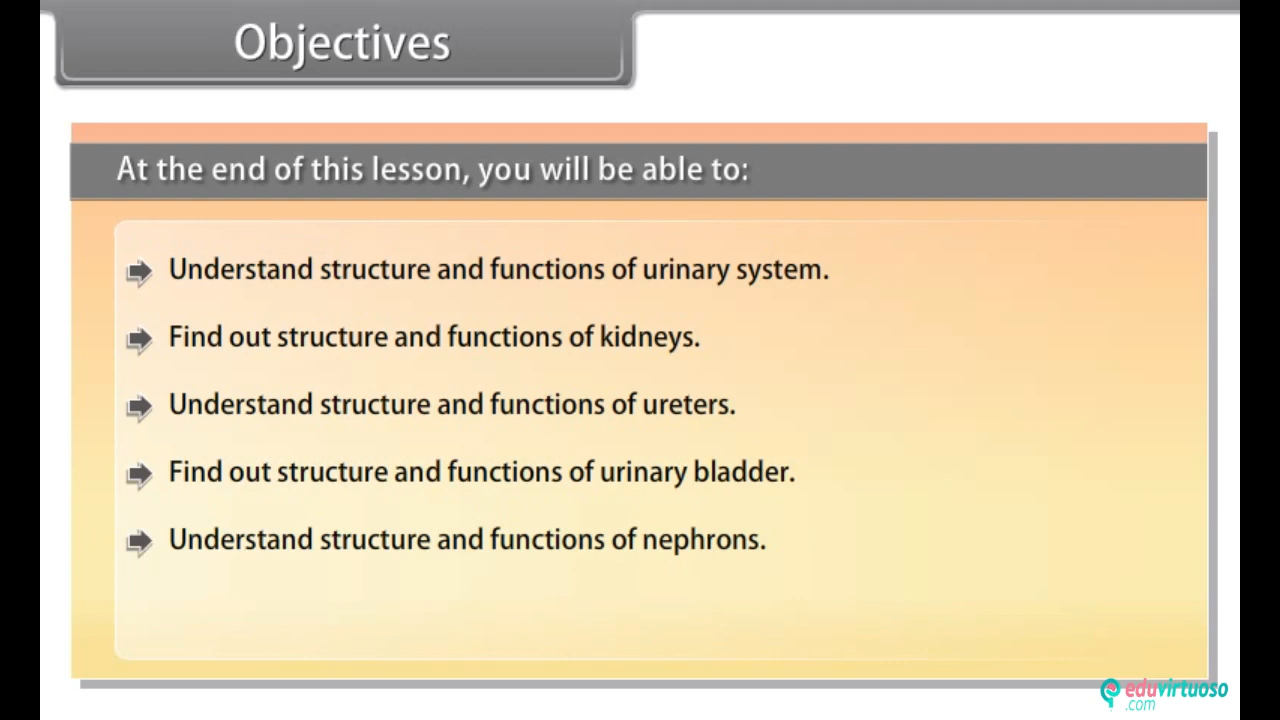 Objectives
At the end of this lesson, you will be able to:
Understand structure and functions of urinary system.
Find out structure and functions of kidneys.
Understand structure and functions of ureters.
Find out structure and functions of urinary bladder.
Understand structure and functions of nephrons.
eduvirtuoso
.com